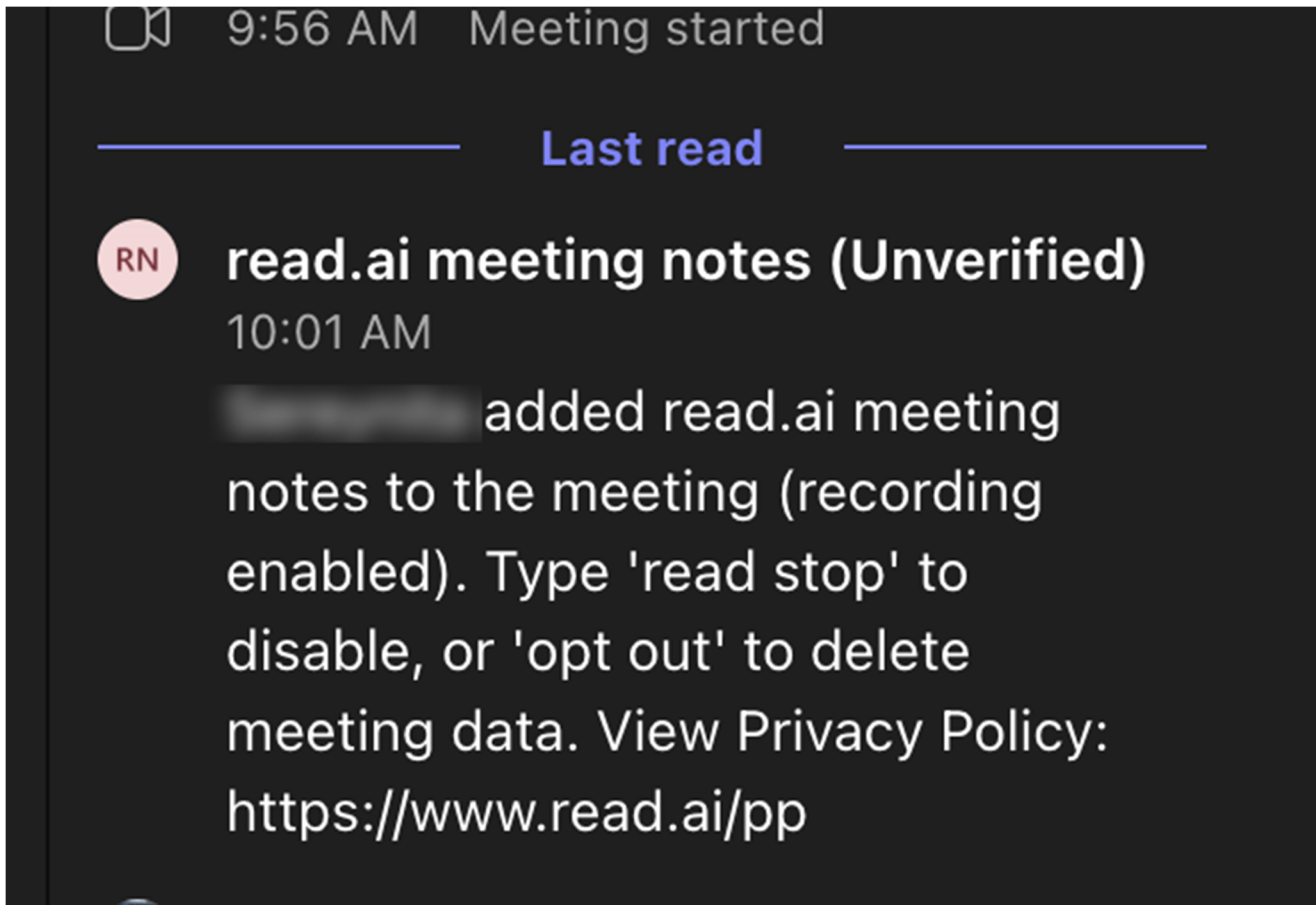 9:56 AM Meeting started
Last read
RN
read.ai meeting notes (Unverified)
10:01 AM
added read.ai meeting
notes to the meeting (recording
enabled). Type 'read stop' to
disable, or 'opt out' to delete
meeting data. View Privacy Policy:
https://www.read.ai/pp